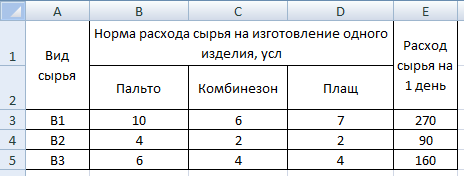 A B C D E
1 Вид сырья Норма расхода сырья на изготовление одного изделия, усл Расход сырья на 1 день
2 Пальто Комбинезон Плащ
3 В1 10 6 7 270
4 В2 4 2 2 90
5 В3 6 4 4 160